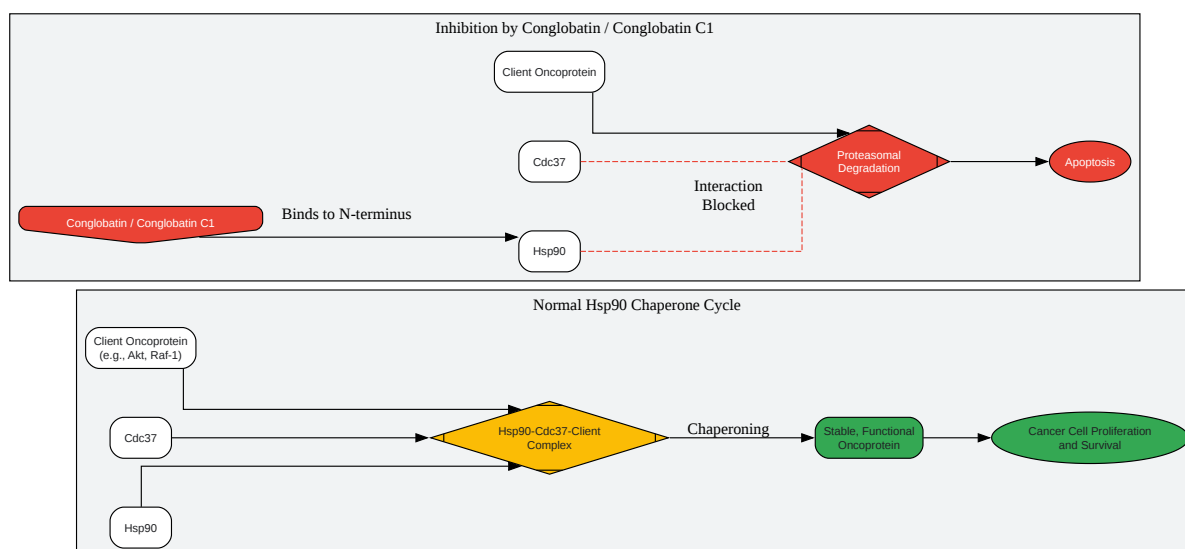 Inhibition by Conglobatin / Conglobatin C1
Client Oncoprotein
Cdc37
Proteasomal
Degradation
Apoptosis
Interaction
Blocked
Conglobatin / Conglobatin C1
Binds to N-terminus
Hsp90
Normal Hsp90 Chaperone Cycle
Client Oncoprotein
(e.g., Akt, Raf-1)
Cdc37
Hsp90-Cdc37-Client
Complex
Chaperoning
Stable, Functional
Oncoprotein
Cancer Cell Proliferation
and Survival
Hsp90